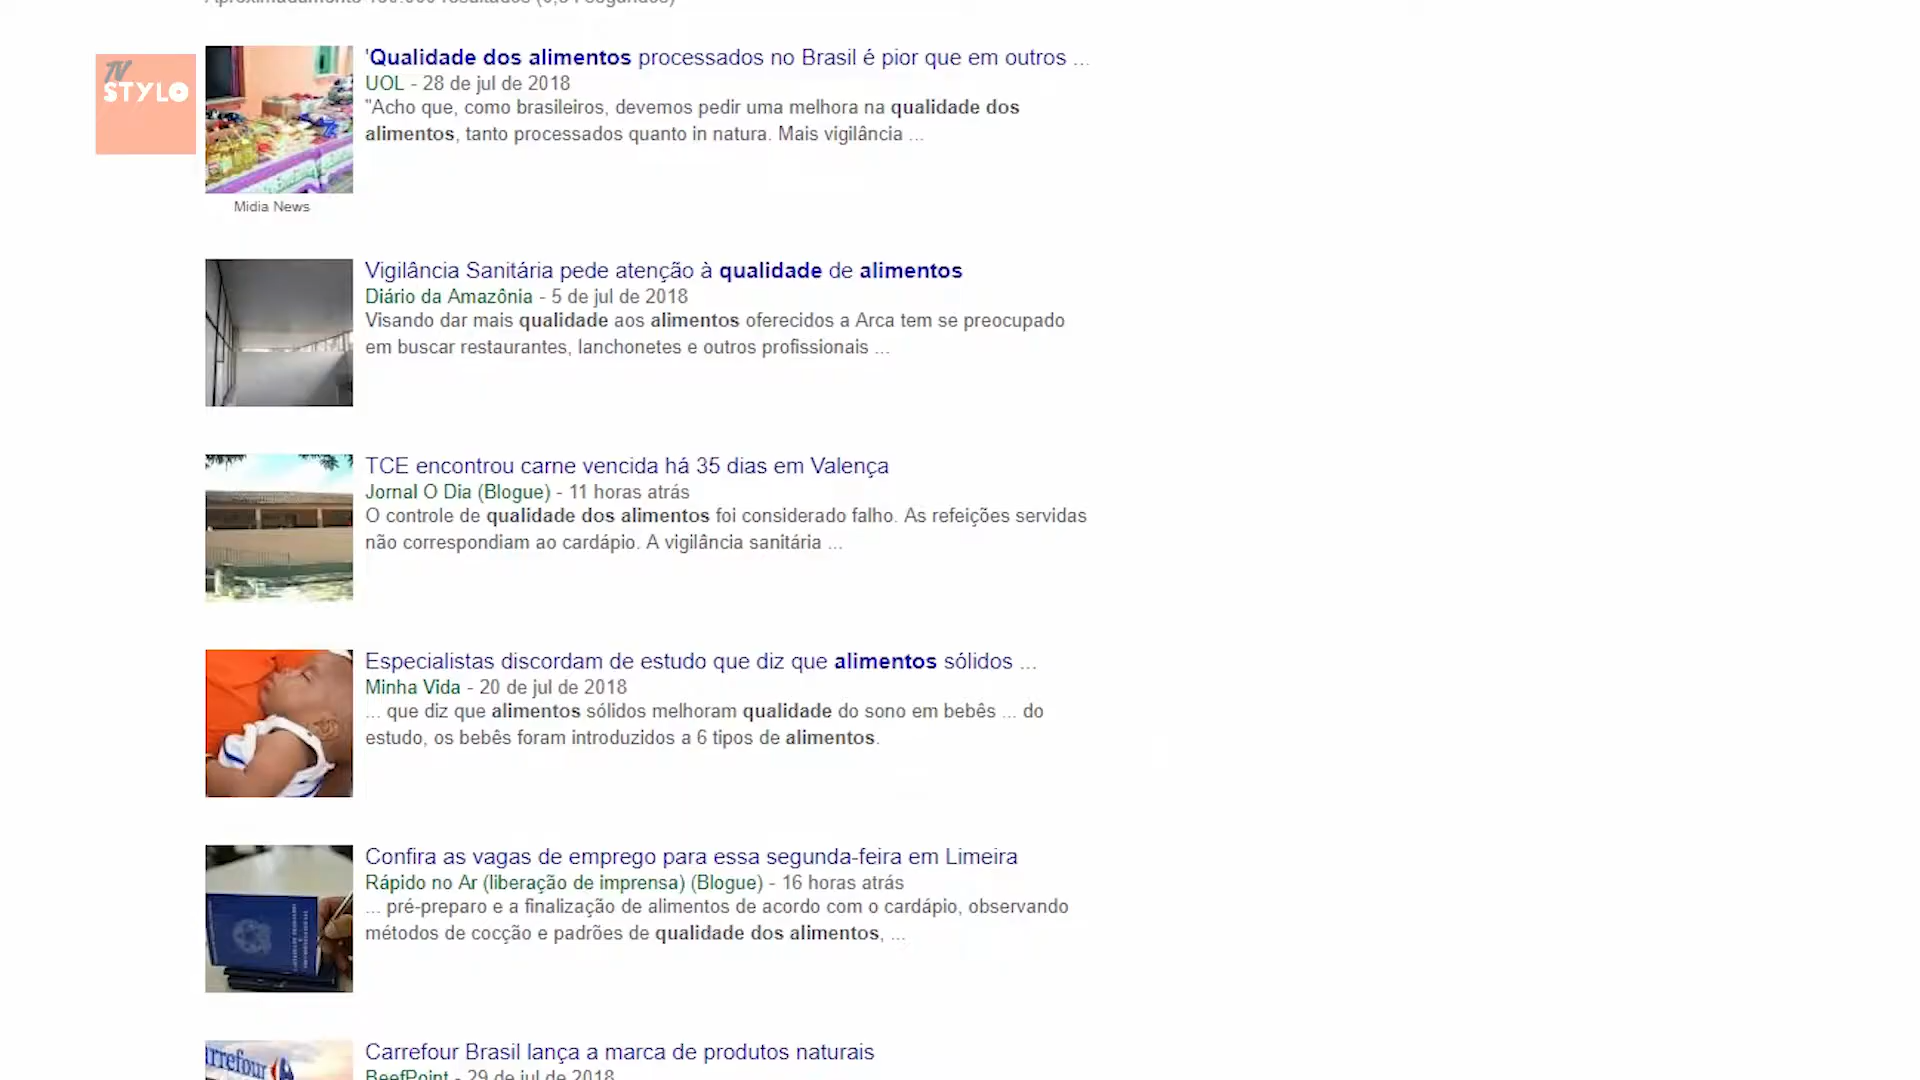 TV
STYLO
'Qualidade dos alimentos processados no Brasil é pior que em outros ...
UOL - 28 de jul de 2018
"Acho que, como brasileiros, devemos pedir uma melhora na qualidade dos
alimentos, tanto processados quanto in natura. Mais vigilância ...
Midia News
Vigilância Sanitária pede atenção à qualidade de alimentos
Diário da Amazônia - 5 de jul de 2018
Visando dar mais qualidade aos alimentos oferecidos a Arca tem se preocupado
em buscar restaurantes, lanchonetes e outros profissionais ...
TCE encontrou carne vencida há 35 dias em Valença
Jornal O Dia (Blogue) - 11 horas atrás
O controle de qualidade dos alimentos foi considerado falho. As refeições servidas
não correspondiam ao cardápio. A vigilância sanitária ...
Especialistas discordam de estudo que diz que alimentos sólidos ...
Minha Vida - 20 de jul de 2018
... que diz que alimentos sólidos melhoram qualidade do sono em bebês ... do
estudo, os bebês foram introduzidos a 6 tipos de alimentos.
Confira as vagas de emprego para essa segunda-feira em Limeira
Rápido no Ar (liberação de imprensa) (Blogue) - 16 horas atrás
... pré-preparo e a finalização de alimentos de acordo com o cardápio, observando
métodos de cocção e padrões de qualidade dos alimentos, ...
Carrefour Brasil lança a marca de produtos naturais
BeefPoint - 29 de jul de 2018